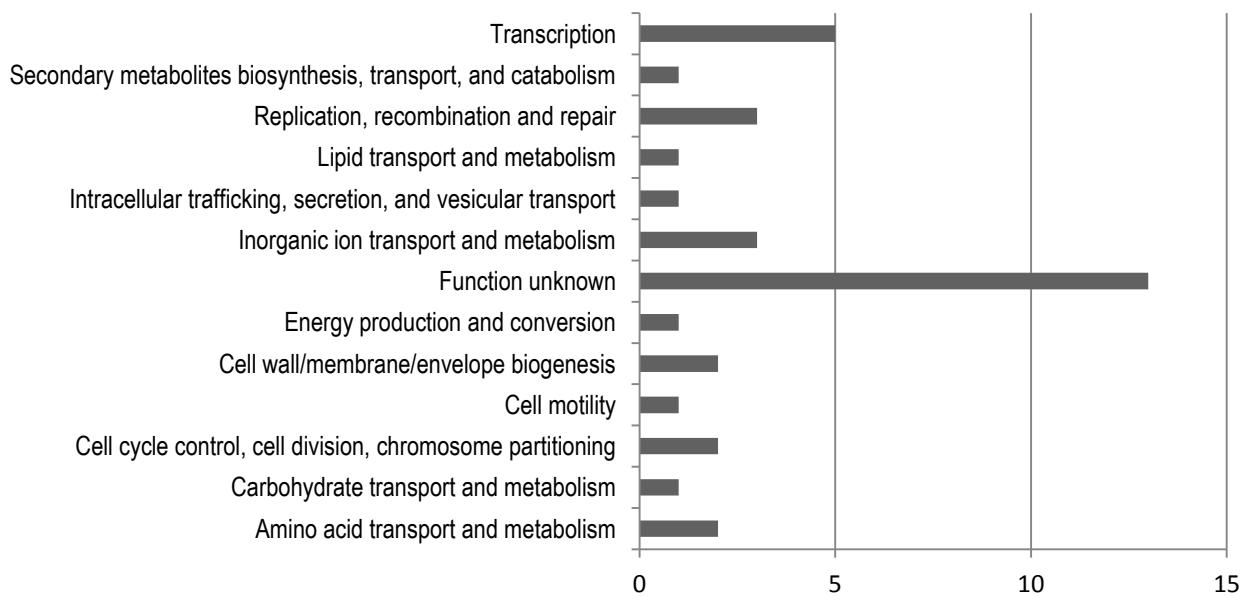 Transcription
Secondary metabolites biosynthesis, transport, and catabolism
Replication, recombination and repair
Lipid transport and metabolism
Intracellular trafficking, secretion, and vesicular transport
Inorganic ion transport and metabolism
Function unknown
Energy production and conversion
Cell wall/membrane/envelope biogenesis
Cell motility
Cell cycle control, cell division, chromosome partitioning
Carbohydrate transport and metabolism
Amino acid transport and metabolism
0 5 10 15